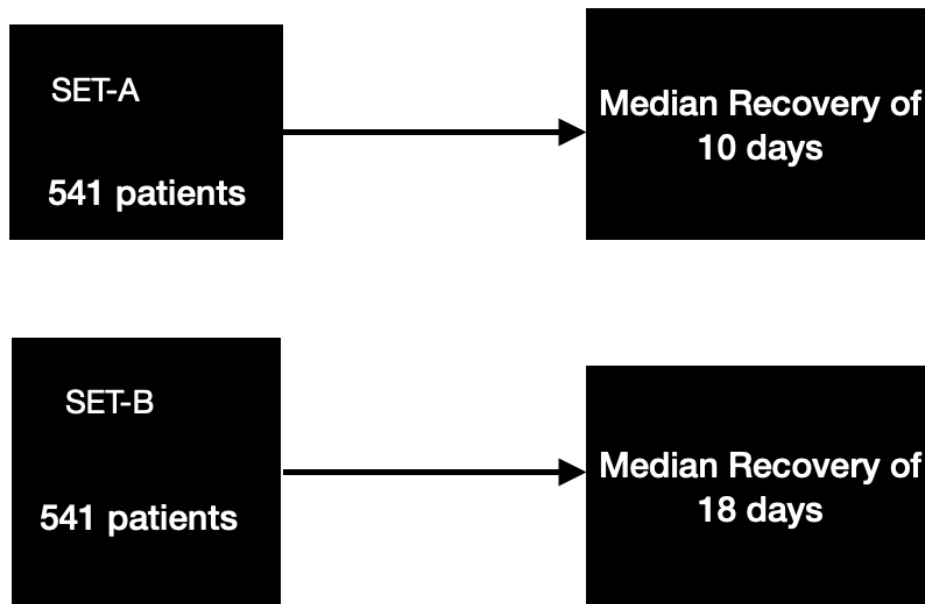 SET-A
541 patients
Median Recovery of
10 days
SET-B
541 patients
Median Recovery of
18 days